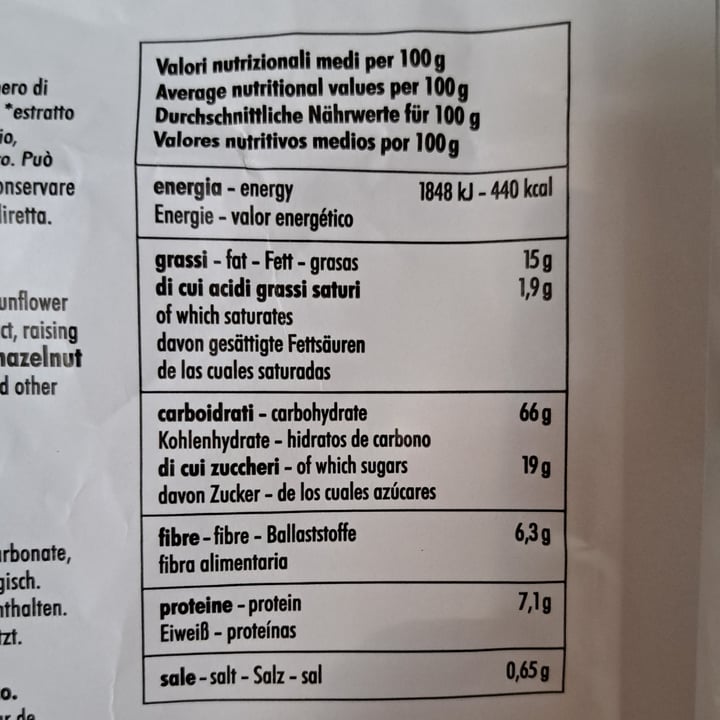 ero di
*estratto
io,
o. Può
onservare
diretta.
unflower
ct, raising
hazelnut
d other
arbonate,
gisch.
nthalten.
tzt.
o.
Valori nutrizionali medi per 100 g
Average nutritional values per 100 g
Durchschnittliche Nährwerte für 100 g
Valores nutritivos medios por 100 g
energia - energy 1848 kJ - 440 kcal
Energie - valor energético
grassi - fat - Fett - grasas 15 g
di cui acidi grassi saturi 1,9 g
of which saturates
davon gesättigte Fettsäuren
de las cuales saturadas
carboidrati - carbohydrate 66 g
Kohlenhydrate - hidratos de carbono
di cui zuccheri - of which sugars 19 g
davon Zucker - de los cuales azúcares
fibre - fibre - Ballaststoffe 6,3 g
fibra alimentaria
proteine - protein 7,1 g
Eiweiß - proteínas
sale - salt - Salz - sal 0,65 g